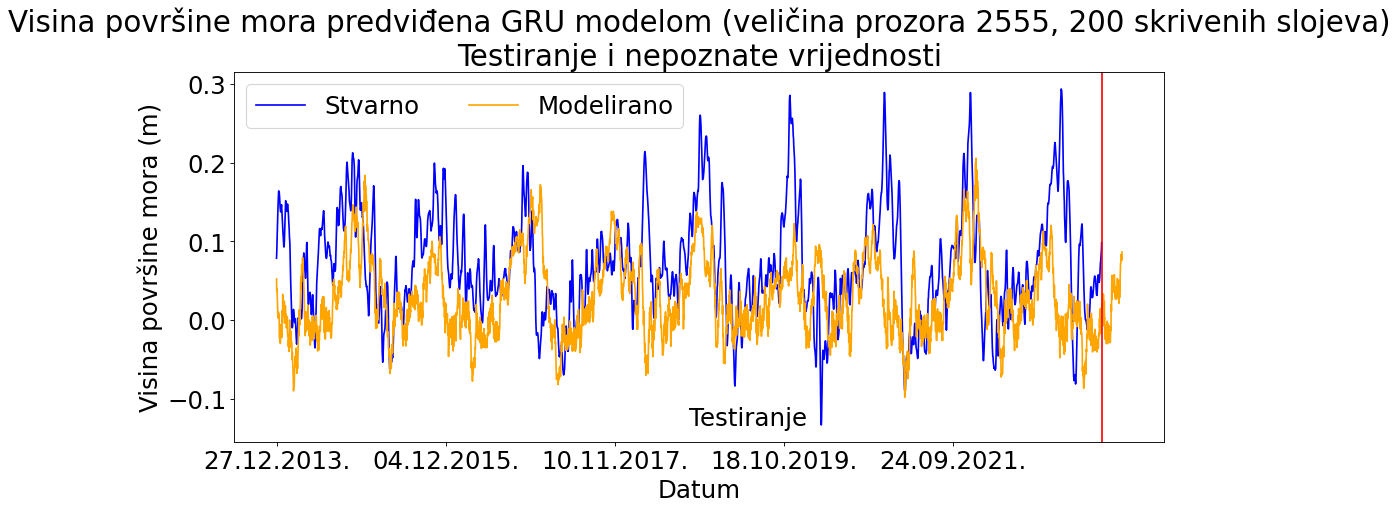 Visina površine mora predviđena GRU modelom (veličina prozora 2555, 200 skrivenih slojeva)
Testiranje i nepoznate vrijednosti
Stvarno
Modelirano
Visina površine mora (m)
0.3
0.2
0.1
0.0
−0.1
Testiranje
27.12.2013.
04.12.2015.
10.11.2017.
18.10.2019.
24.09.2021.
Datum